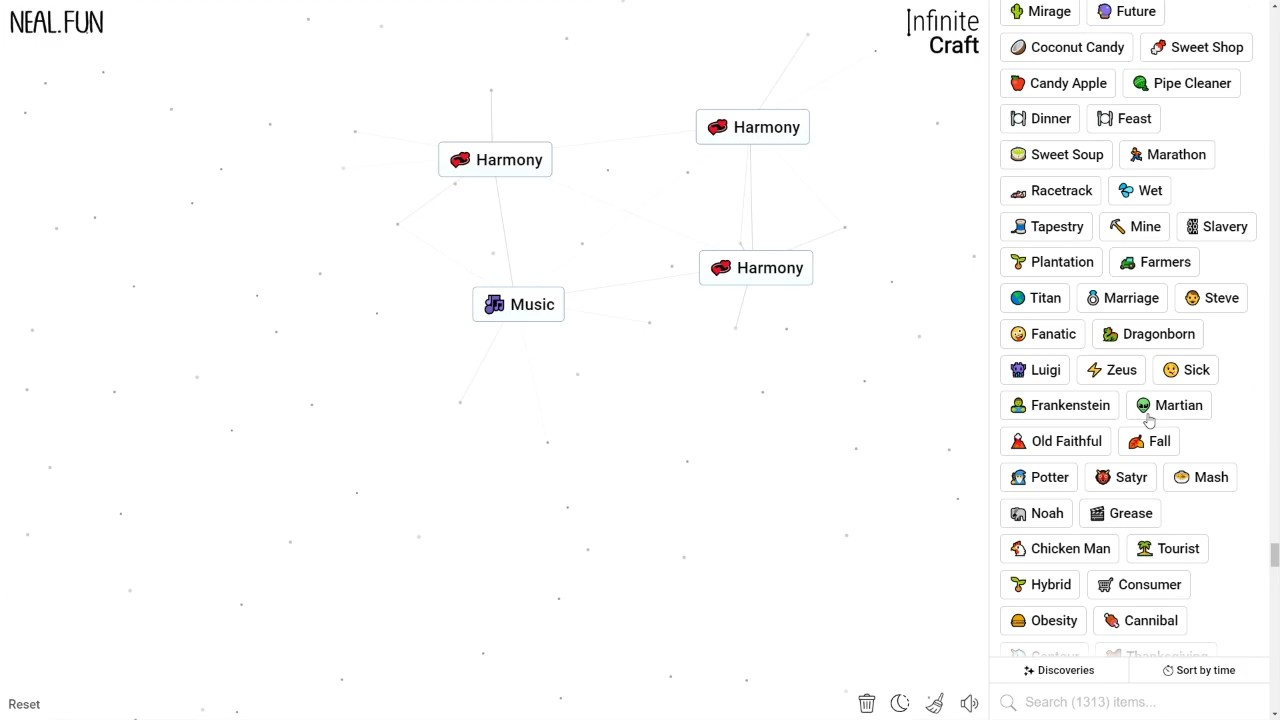 NEAL.FUN
Infinite
Craft
Harmony
Harmony
Harmony
Music
Mirage Future
Coconut Candy Sweet Shop
Candy Apple Pipe Cleaner
Dinner Feast
Sweet Soup Marathon
Racetrack Wet
Tapestry Mine Slavery
Plantation Farmers
Titan Marriage Steve
Fanatic Dragonborn
Luigi Zeus Sick
Frankenstein Martian
Old Faithful Fall
Potter Satyr Mash
Noah Grease
Chicken Man Tourist
Hybrid Consumer
Obesity Cannibal
Centaur Thanksgiving
Discoveries Sort by time
Search (1313) items...
Reset